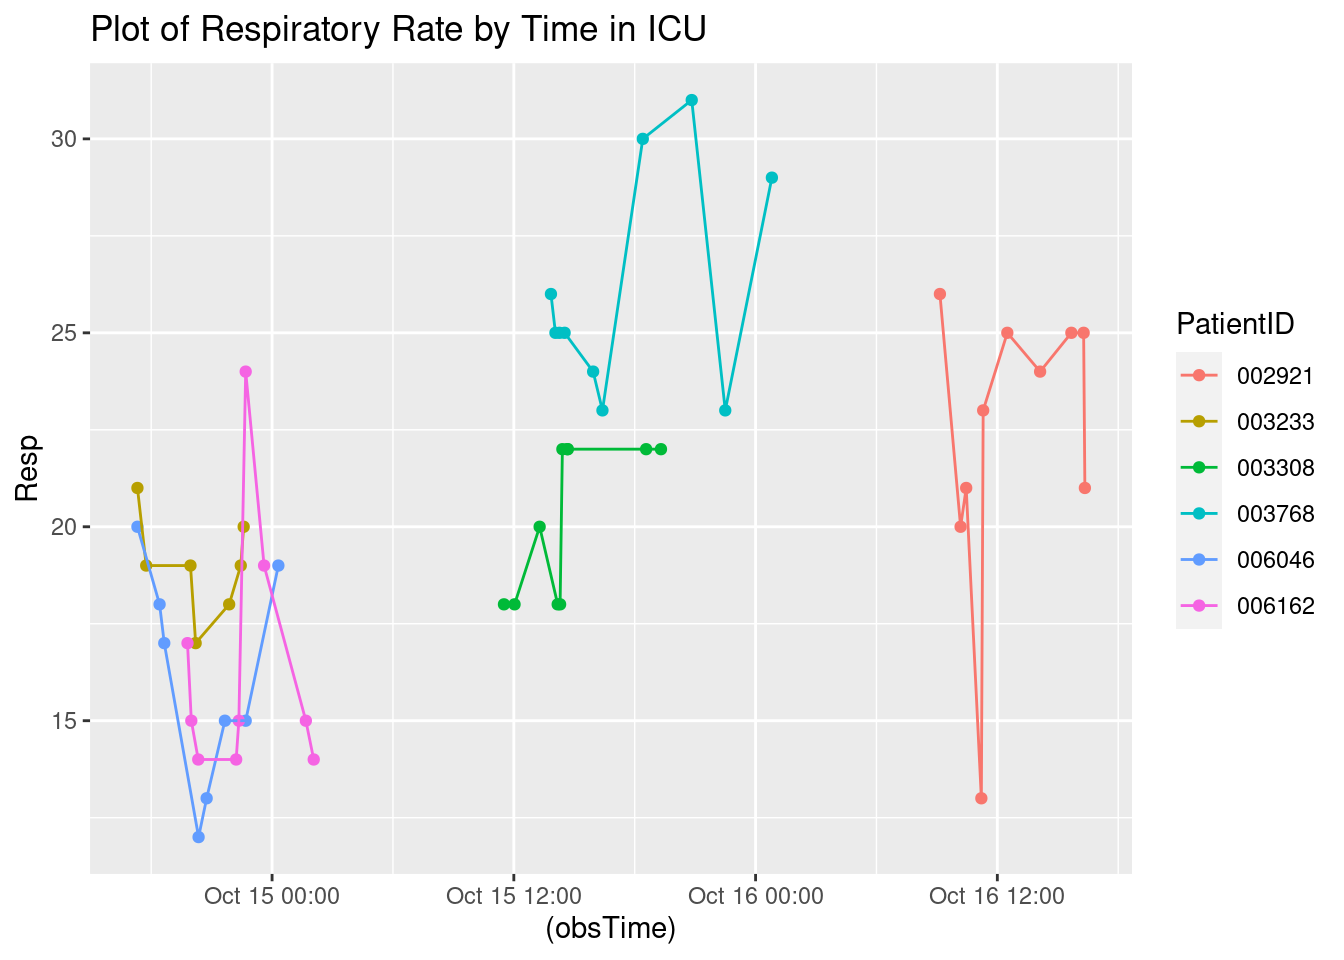 Plot of Respiratory Rate by Time in ICU
30
25
20
15
Resp
Oct 15 00:00
Oct 15 12:00
Oct 16 00:00
Oct 16 12:00
(obsTime)
PatientID
002921
003233
003308
003768
006046
006162